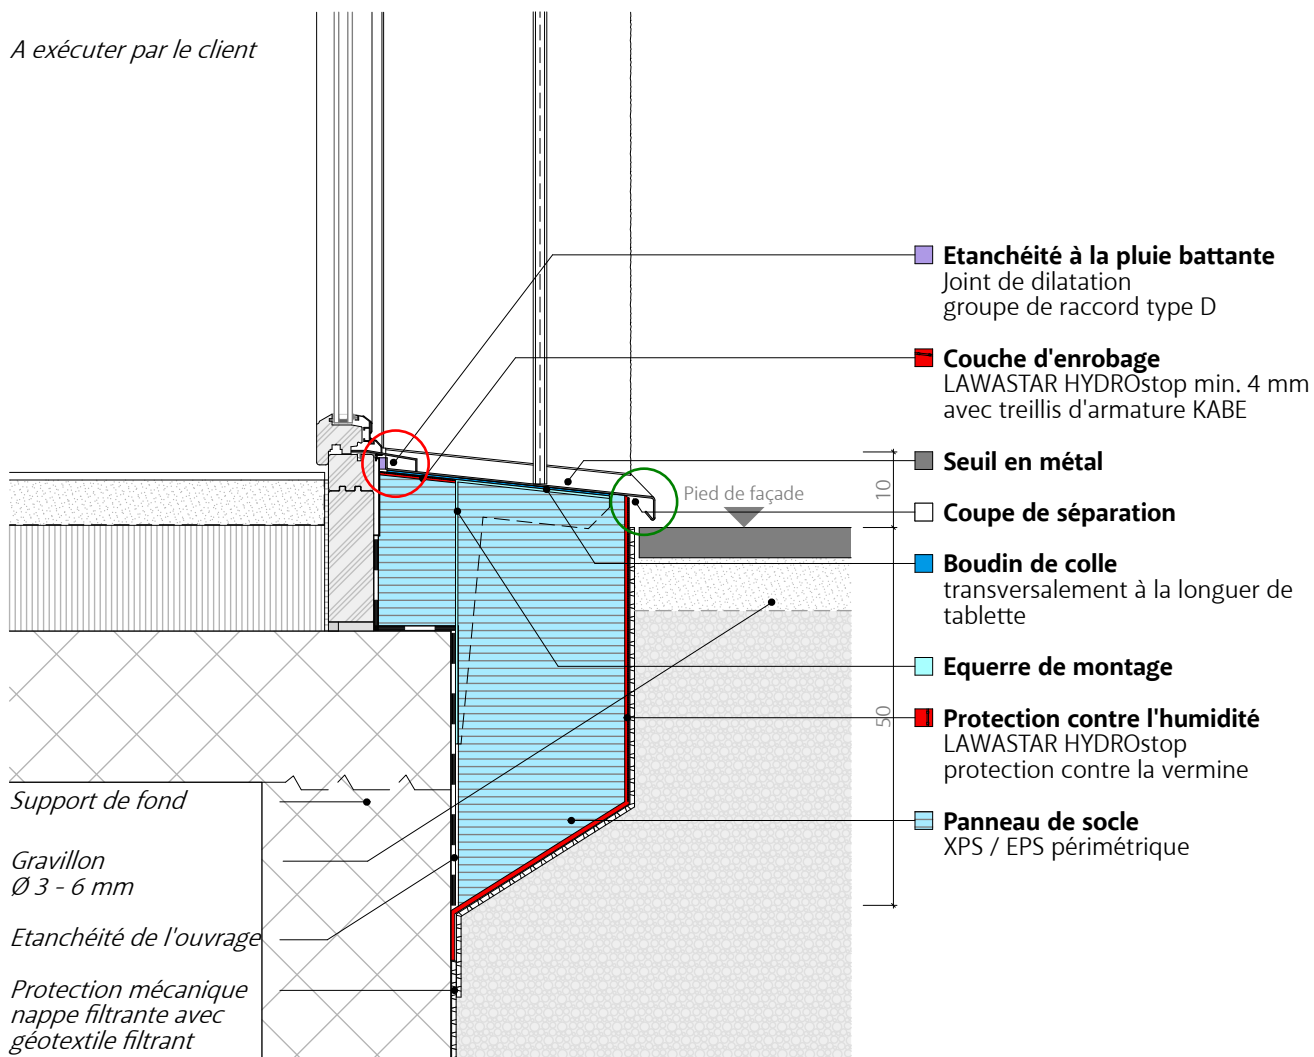 A exécuter par le client
Etanchéité à la pluie battante
Joint de dilatation
groupe de raccord type D
Couche d'enrobage
LAWASTAR HYDROstop min. 4 mm
avec treillis d'armature KABE
Seuil en métal
Pied de façade
10
Coupe de séparation
Boudin de colle
transversalement à la longuer de
tablette
Equerre de montage
50
Protection contre l'humidité
LAWASTAR HYDROstop
protection contre la vermine
Panneau de socle
XPS / EPS périmétrique
Support de fond
Gravillon
Ø 3 - 6 mm
Etanchéité de l'ouvrage
Protection mécanique
nappe filtrante avec
géotextile filtrant